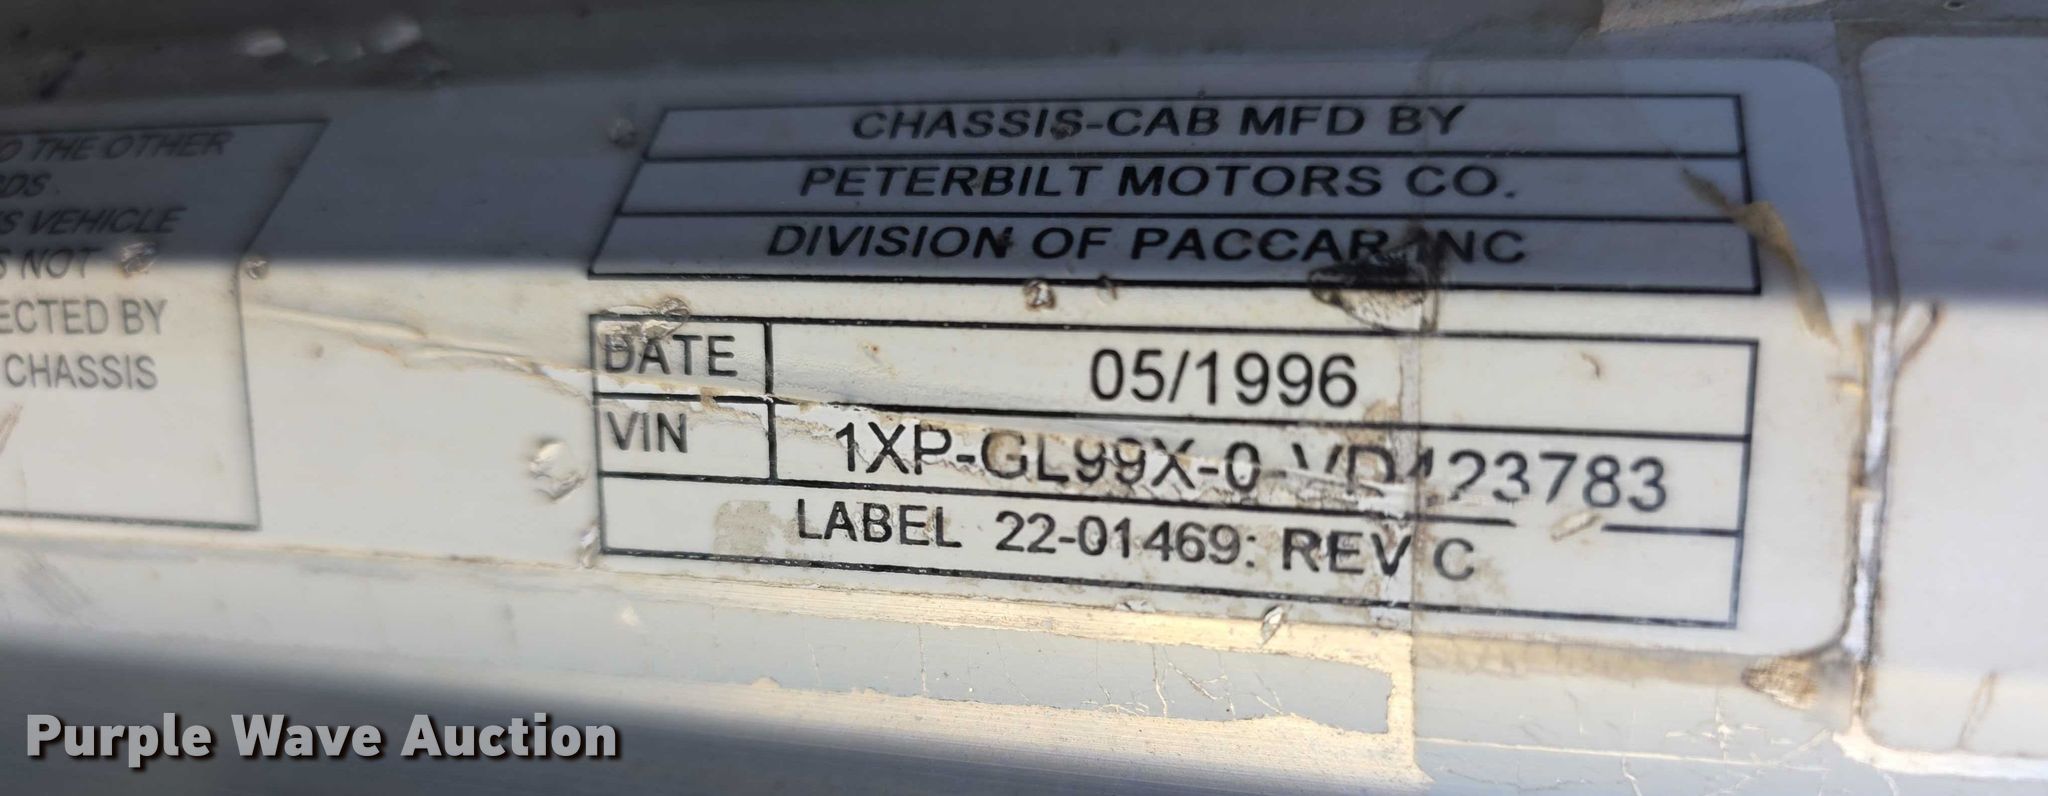 O THE OTHER
RDS.
S VEHICLE
S NOT
ECTED BY
CHASSIS
CHASSIS-CAB MFD BY
PETERBILT MOTORS CO.
DIVISION OF PACCAR INC
DATE 05/1996
VIN 1XP-GL99X-0-VD423783
LABEL 22-01469: REV C
Purple Wave Auction